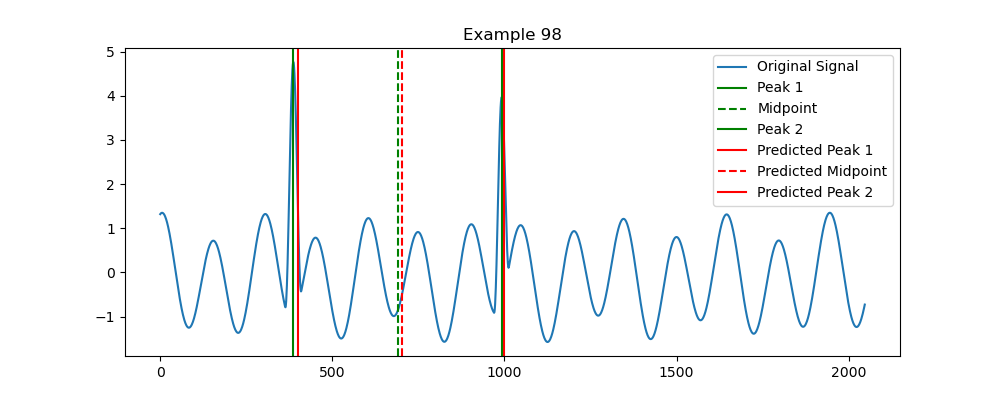 Example 98
5
4
3
2
1
0
−1
0
500
1000
1500
2000
Original Signal
Peak 1
Midpoint
Peak 2
Predicted Peak 1
Predicted Midpoint
Predicted Peak 2